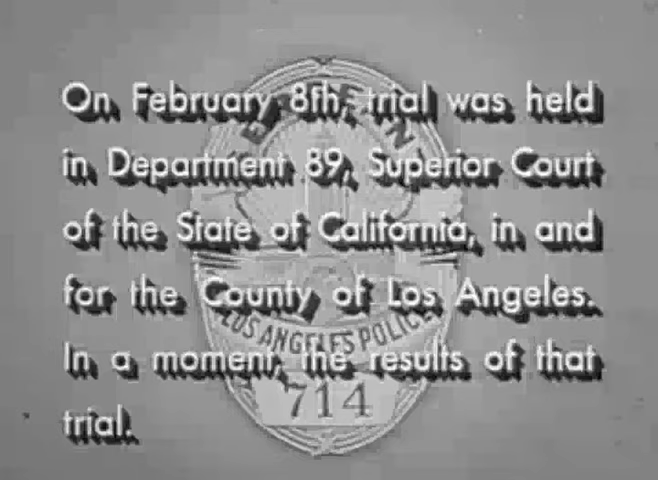 On February 8th, trial was held
in Department 89, Superior Court
of the State of California, in and
for the County of Los Angeles.
In a moment, the results of that
trial.
LOS ANGELES POLICE
714